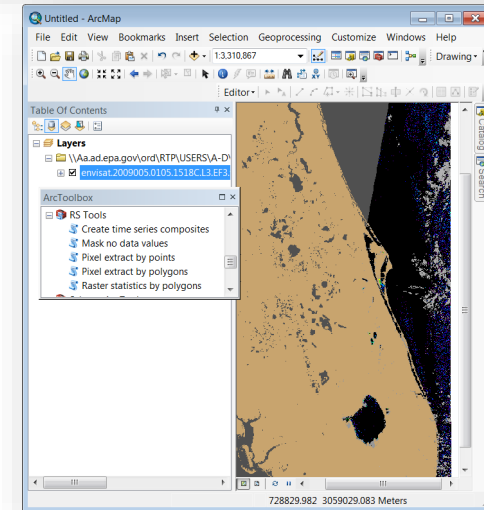 Untitled - ArcMap
File Edit View Bookmarks Insert Selection Geoprocessing Customize Windows Help
1:3,310,867 Drawing
Editor
Table Of Contents
Layers
\\Aa.ad.epa.gov\ord\RTP\USERS\A-D\
envisat.2009005.0105.1518C.L3.EF3.
ArcToolbox
RS Tools
Create time series composites
Mask no data values
Pixel extract by points
Pixel extract by polygons
Raster statistics by polygons
Catalog
Search
728829.982 3059029.083 Meters